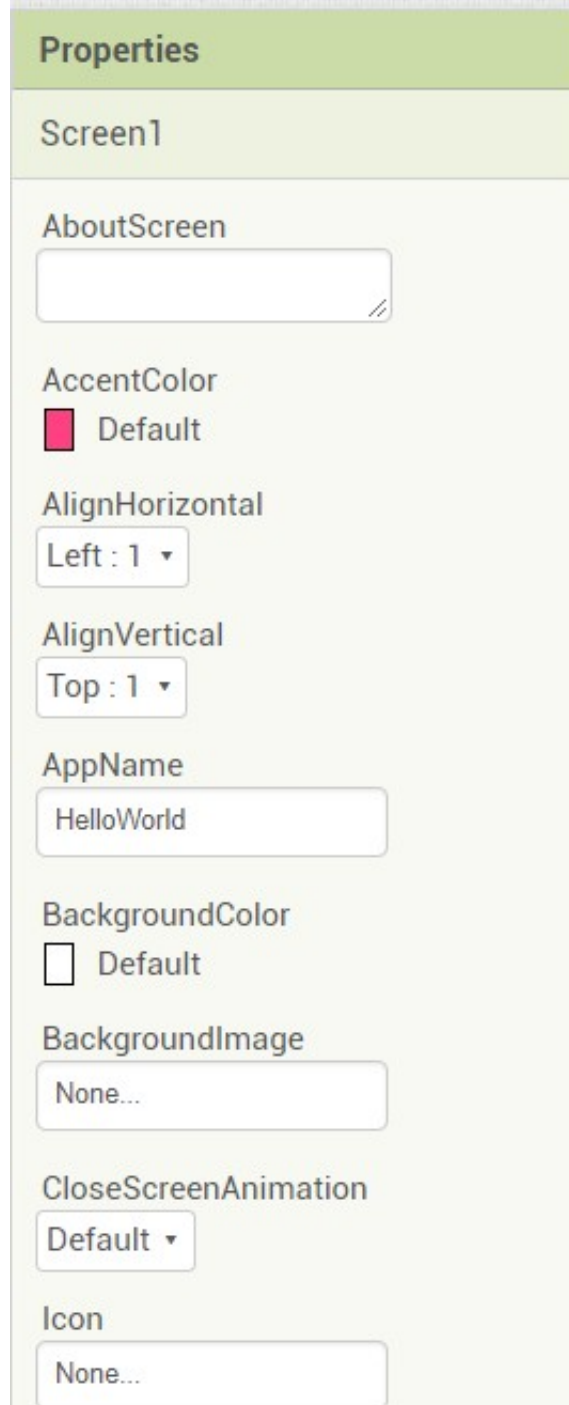 Properties
Screen1
AboutScreen
AccentColor
Default
AlignHorizontal
Left : 1
AlignVertical
Top : 1
AppName
HelloWorld
BackgroundColor
Default
BackgroundImage
None...
CloseScreenAnimation
Default
Icon
None...